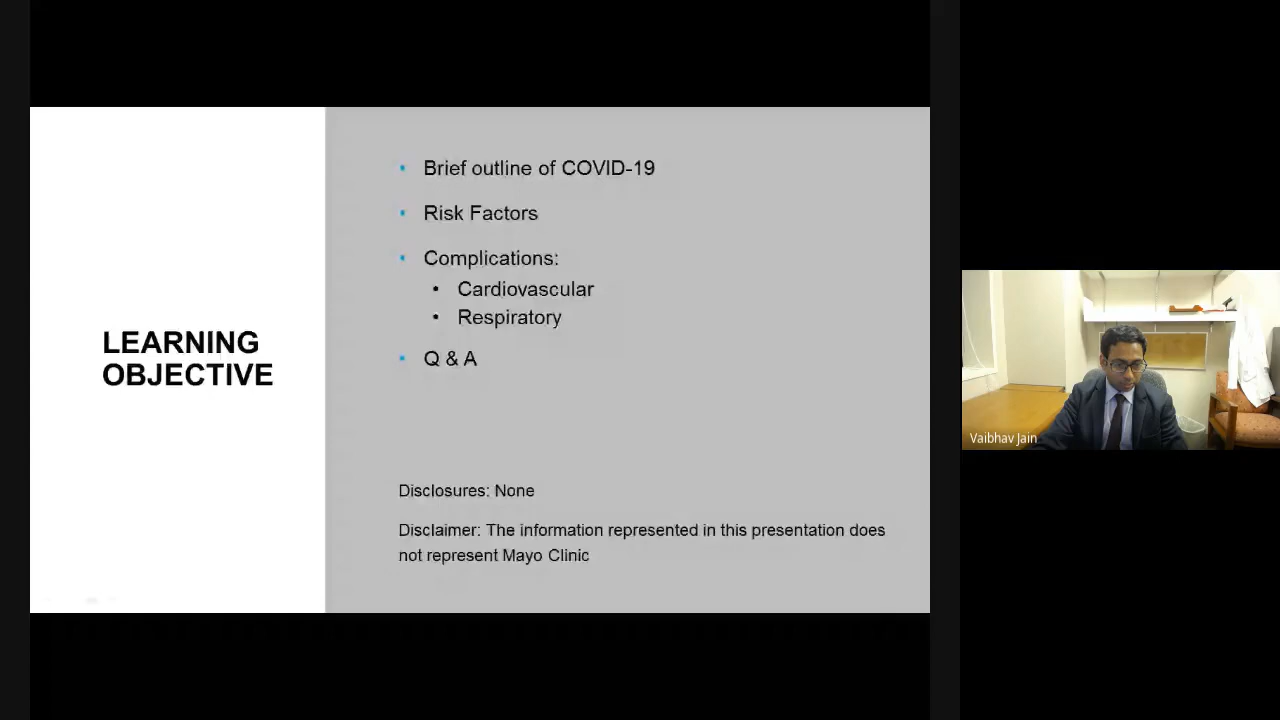 LEARNING
OBJECTIVE
• Brief outline of COVID-19
• Risk Factors
• Complications:
• Cardiovascular
• Respiratory
• Q & A
Disclosures: None
Disclaimer: The information represented in this presentation does
not represent Mayo Clinic
Vaibhav Jain